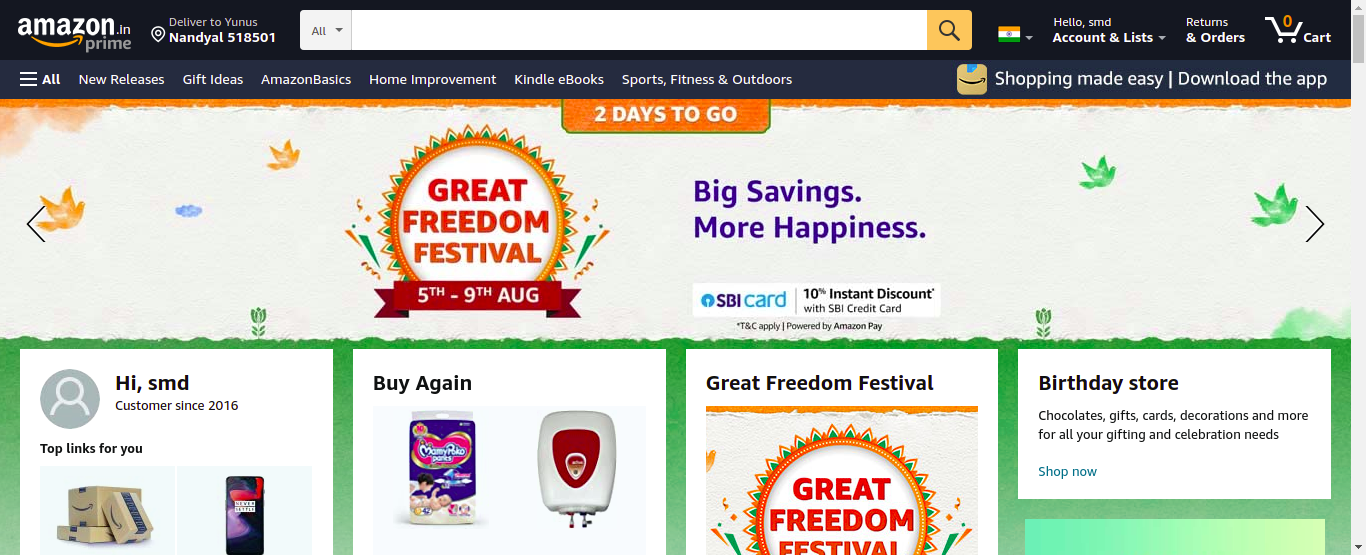 amazon.in
prime
Deliver to Yunus
Nandyal 518501
All
Hello, smd
Account & Lists
Returns
& Orders
0
Cart
All
New Releases
Gift Ideas
AmazonBasics
Home Improvement
Kindle eBooks
Sports, Fitness & Outdoors
Shopping made easy | Download the app
2 DAYS TO GO
GREAT
FREEDOM
FESTIVAL
5TH - 9TH AUG
Big Savings.
More Happiness.
SBI card
10% Instant Discount*
with SBI Credit Card
*T&C apply | Powered by Amazon Pay
Hi, smd
Customer since 2016
Top links for you
NEVER
SETTLE
Buy Again
MamyPoko
pants
Great Freedom Festival
GREAT
FREEDOM
FESTIVAL
Birthday store
Chocolates, gifts, cards, decorations and more
for all your gifting and celebration needs
Shop now